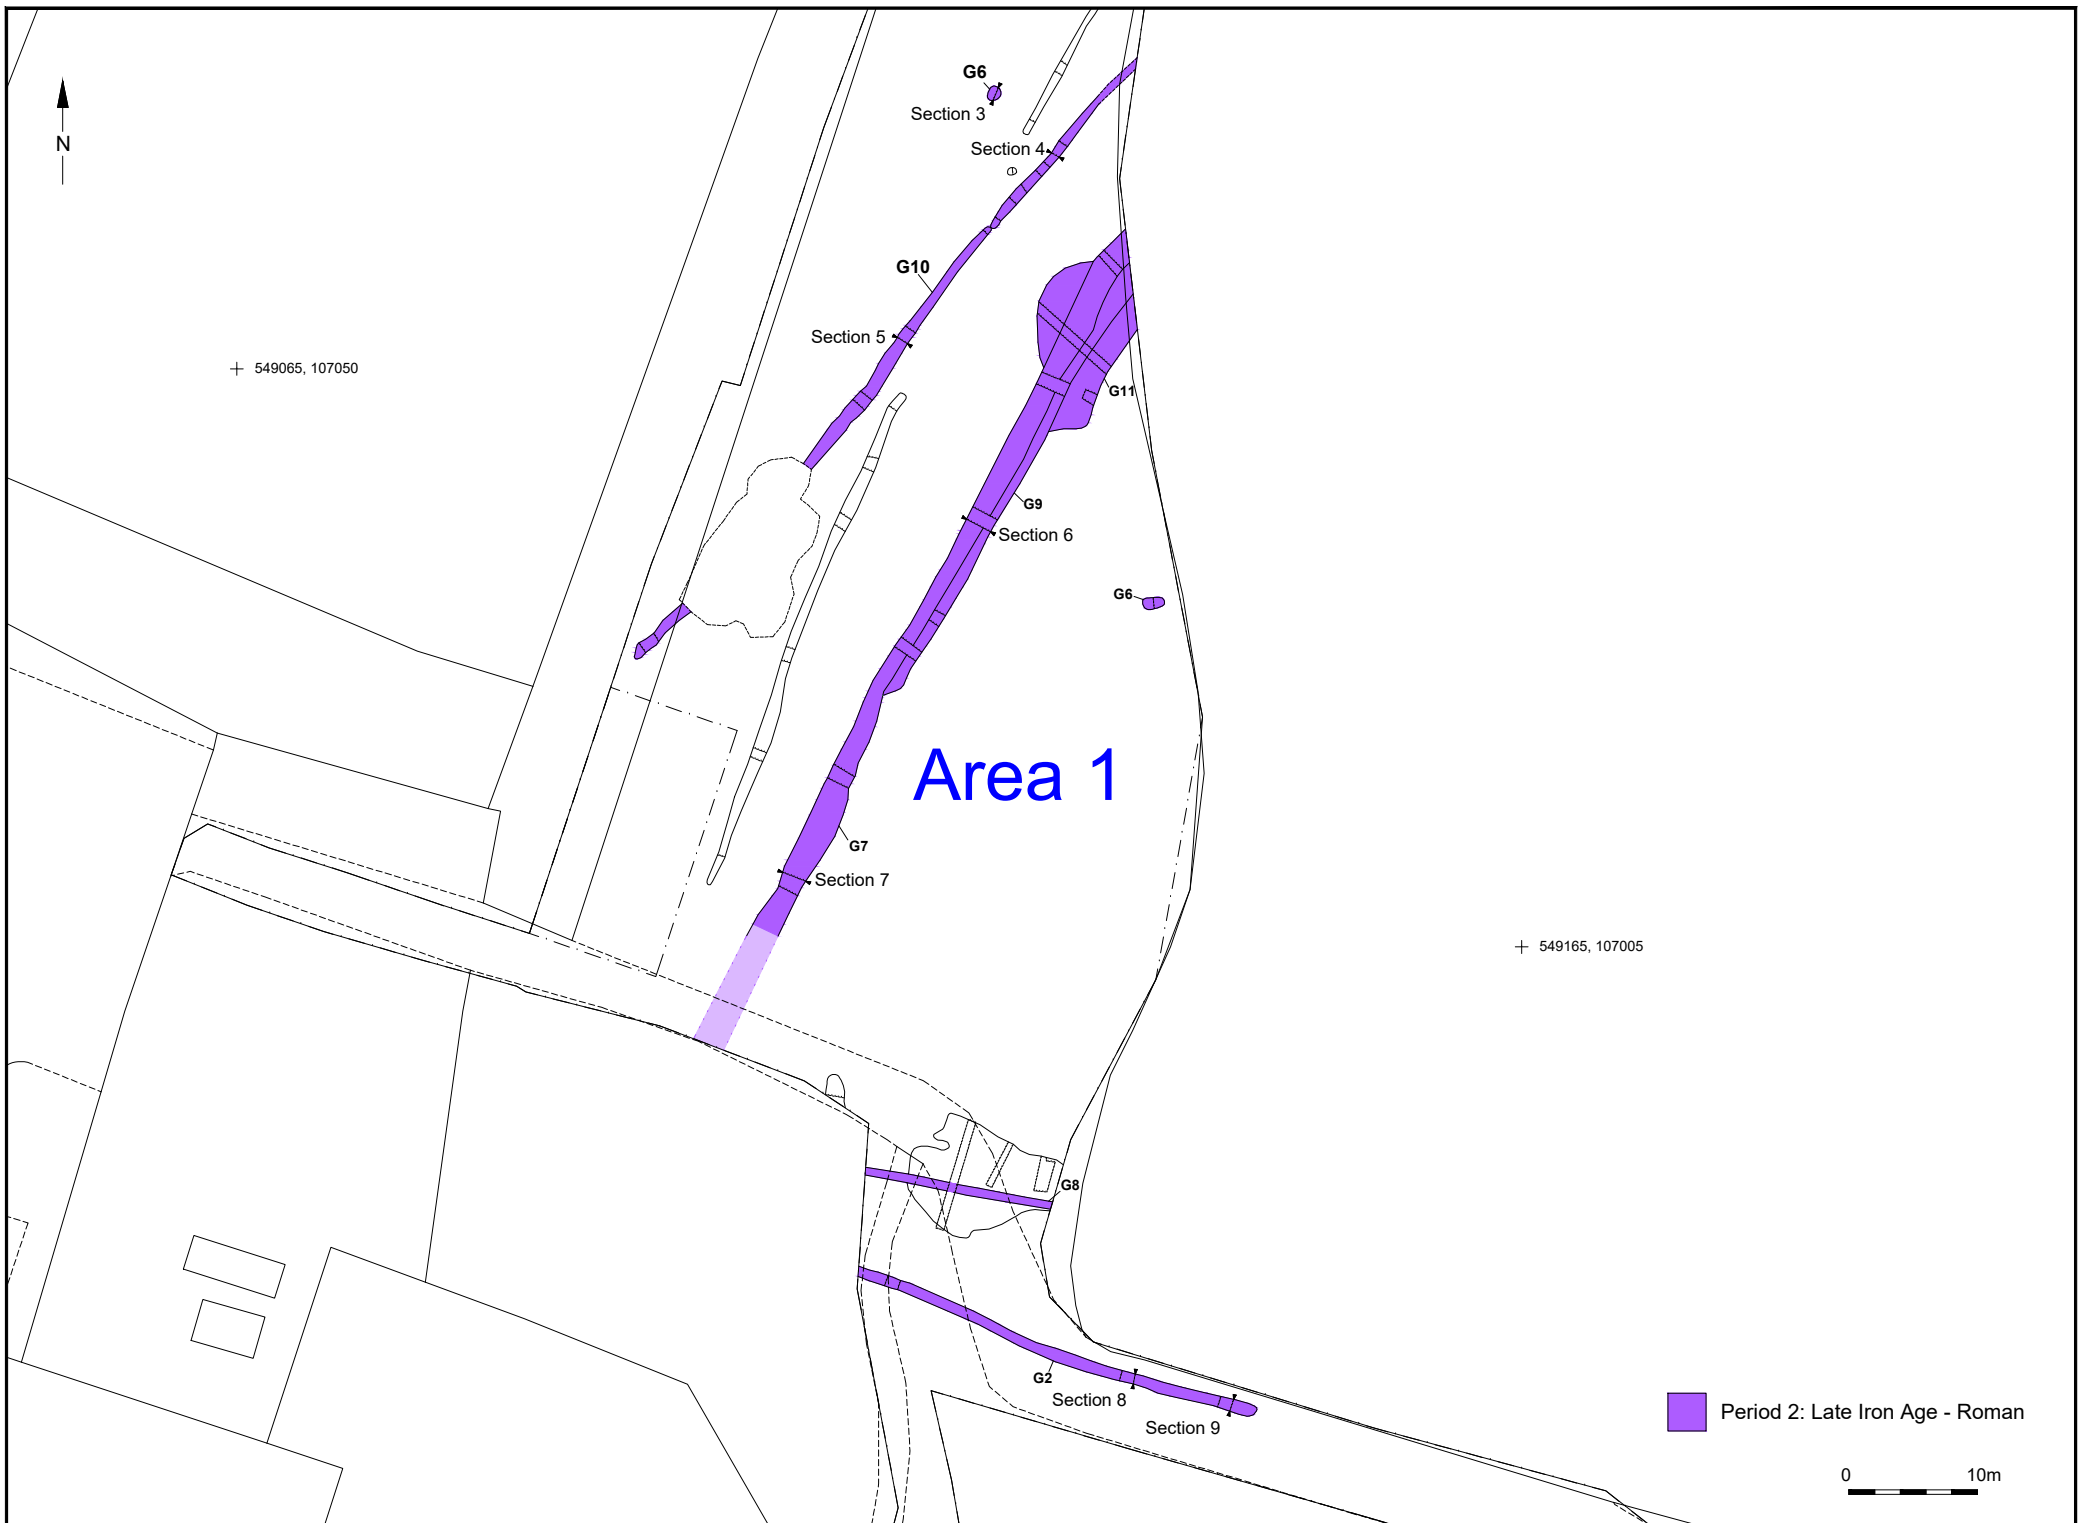 G6
Section 3
N
Section 4
G10
Section 5
549065, 107050
G11
G9
Section 6
G6
Area 1
G7
Section 7
549165, 107005
G8
G2
Section 8
Section 9
Period 2: Late Iron Age - Roman
0 10m